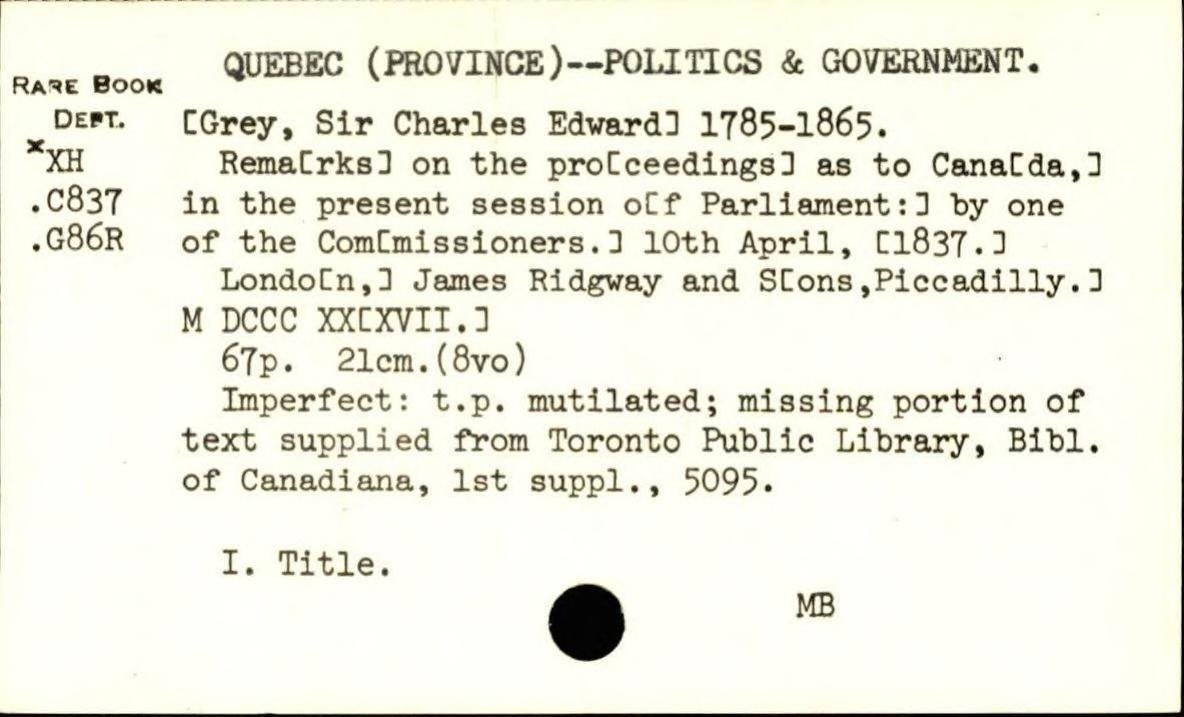 QUEBEC (PROVINCE)--POLITICS & GOVERNMENT.
RARE BOOK
DEPT.
[Grey, Sir Charles Edward] 1785-1865.
xXH
Rema[rks] on the pro[ceedings] as to Cana[da,]
.C837
in the present session o[f Parliament:] by one
.G86R
of the Com[missioners.] 10th April, [1837.]
Londo[n,] James Ridgway and S[ons,Piccadilly.]
M DCCC XX[XVII.]
67p. 21cm.(8vo)
Imperfect: t.p. mutilated; missing portion of
text supplied from Toronto Public Library, Bibl.
of Canadiana, 1st suppl., 5095.
I. Title.
MB